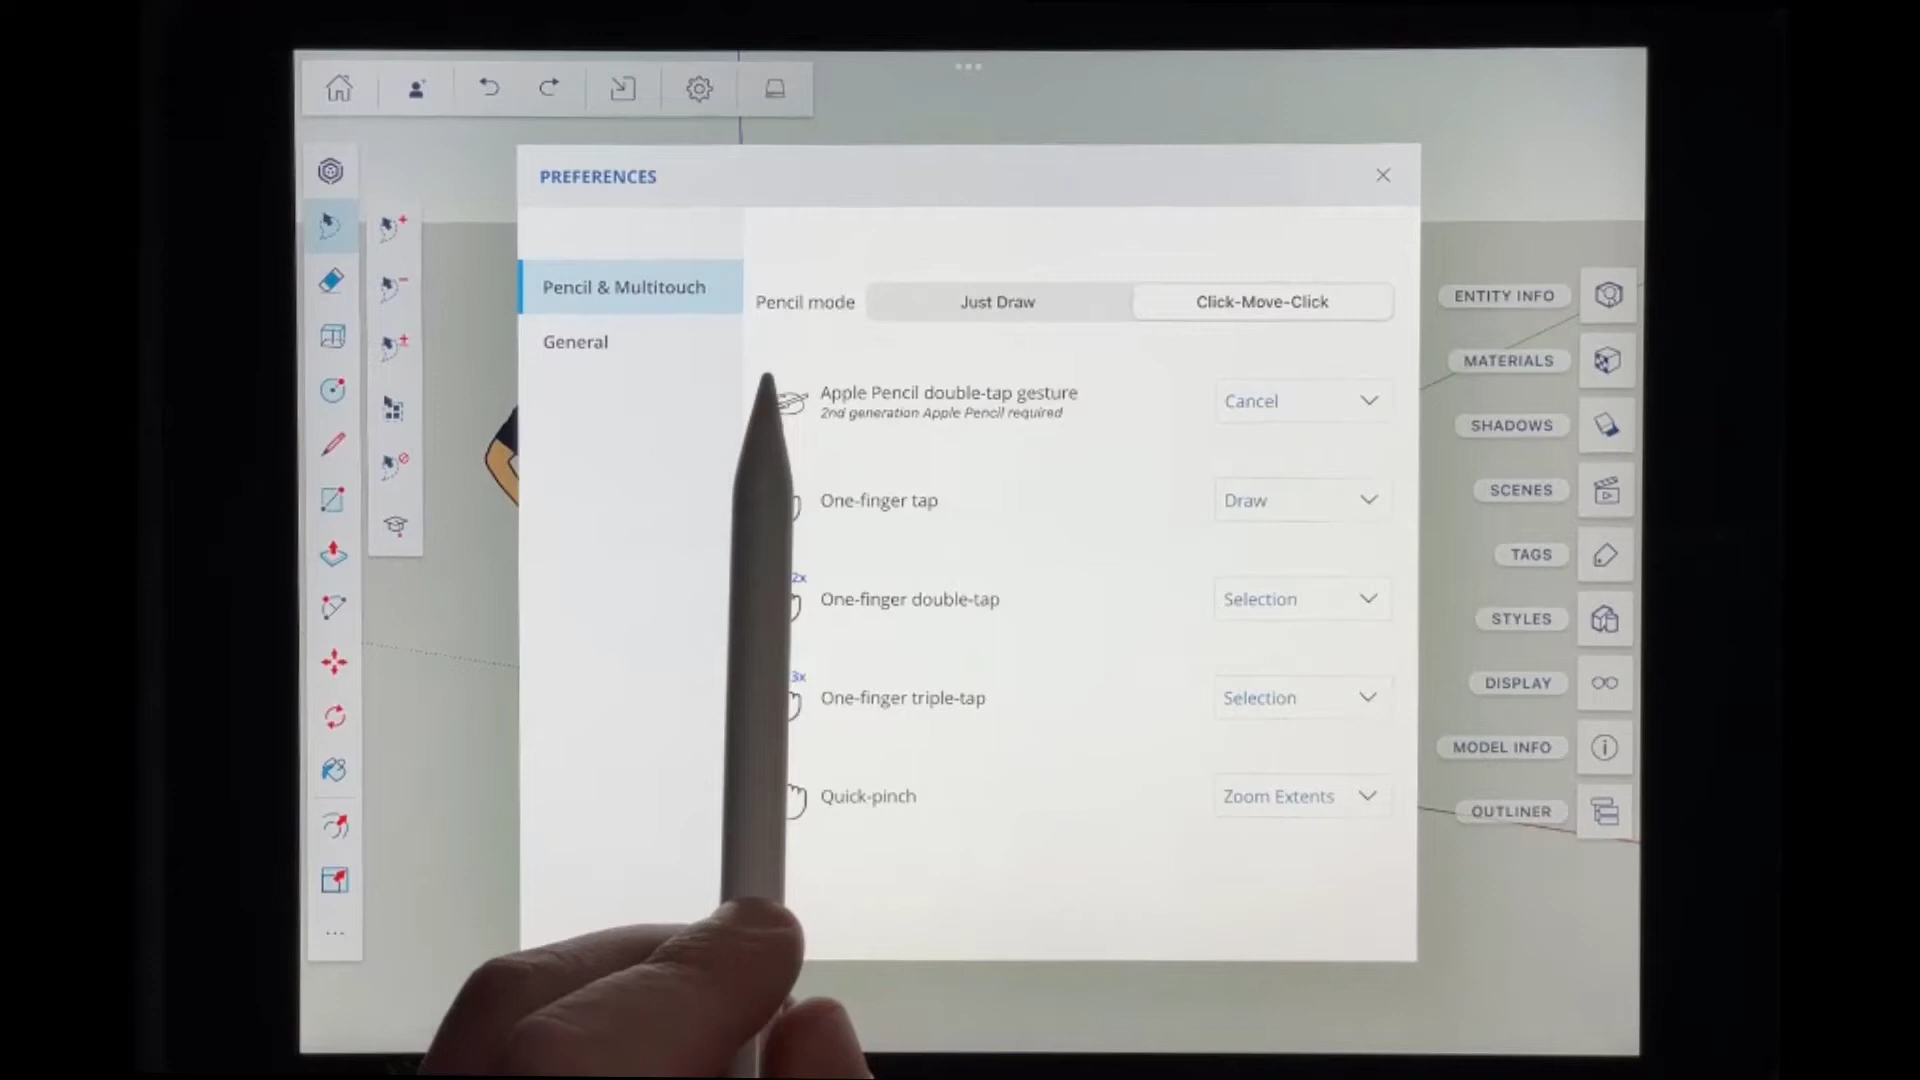 PREFERENCES
Pencil & Multitouch
General
Pencil mode
Just Draw
Click-Move-Click
Apple Pencil double-tap gesture
2nd generation Apple Pencil required
Cancel
One-finger tap
Draw
2x
One-finger double-tap
Selection
3x
One-finger triple-tap
Selection
Quick-pinch
Zoom Extents
ENTITY INFO
MATERIALS
SHADOWS
SCENES
TAGS
STYLES
DISPLAY
MODEL INFO
OUTLINER